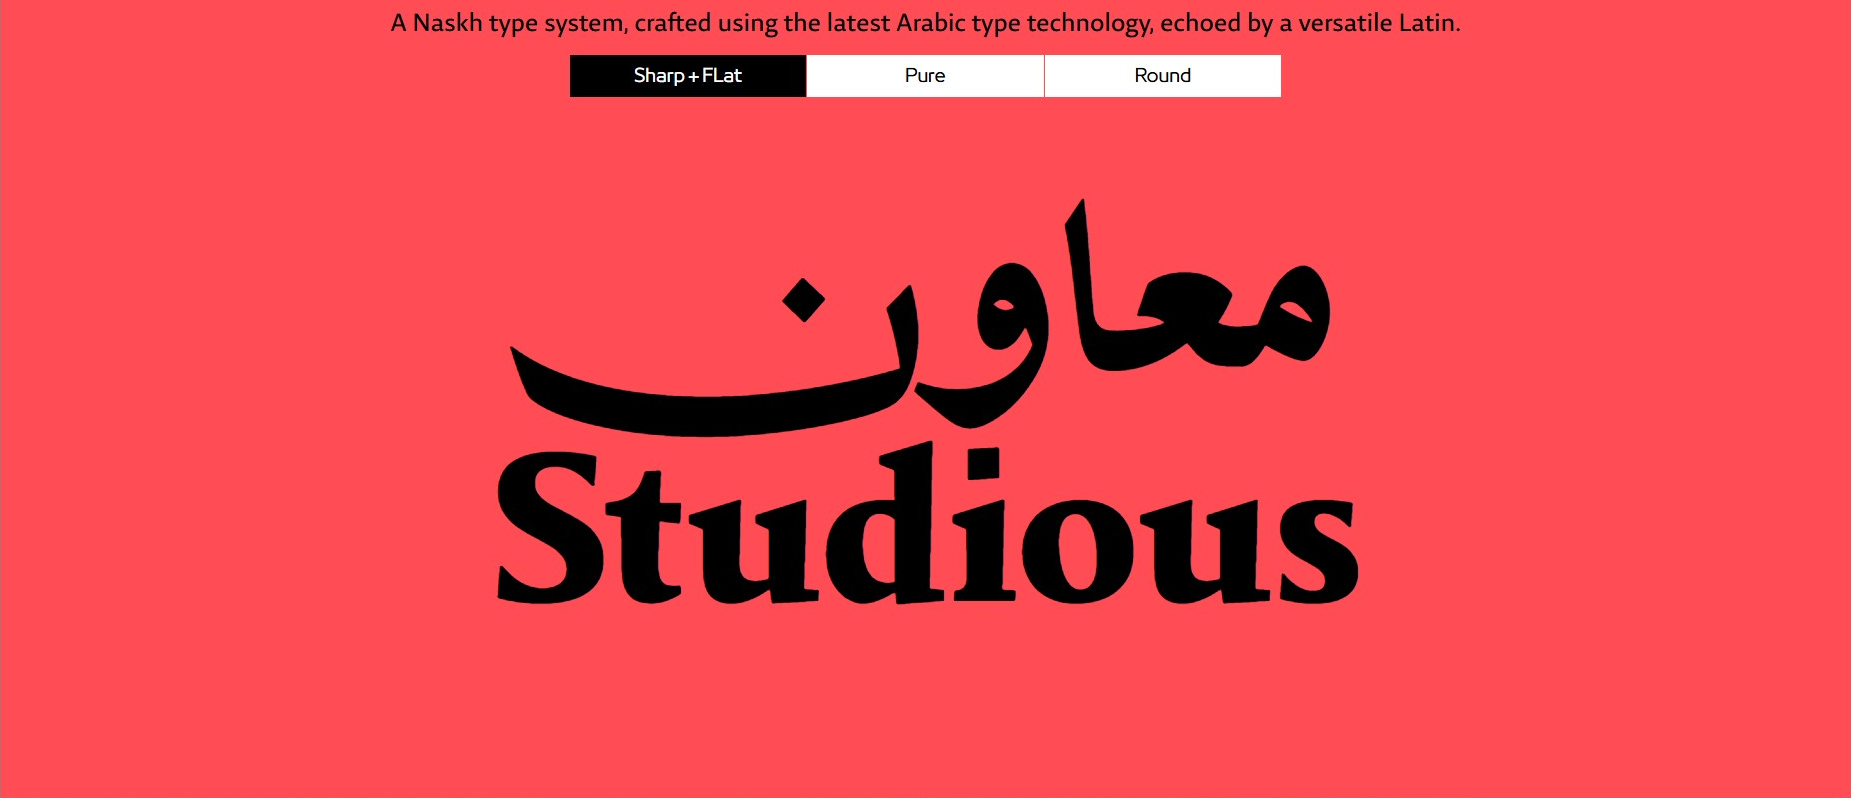 A Naskh type system, crafted using the latest Arabic type technology, echoed by a versatile Latin.
Sharp + FLat
Pure
Round
معاون
Studious